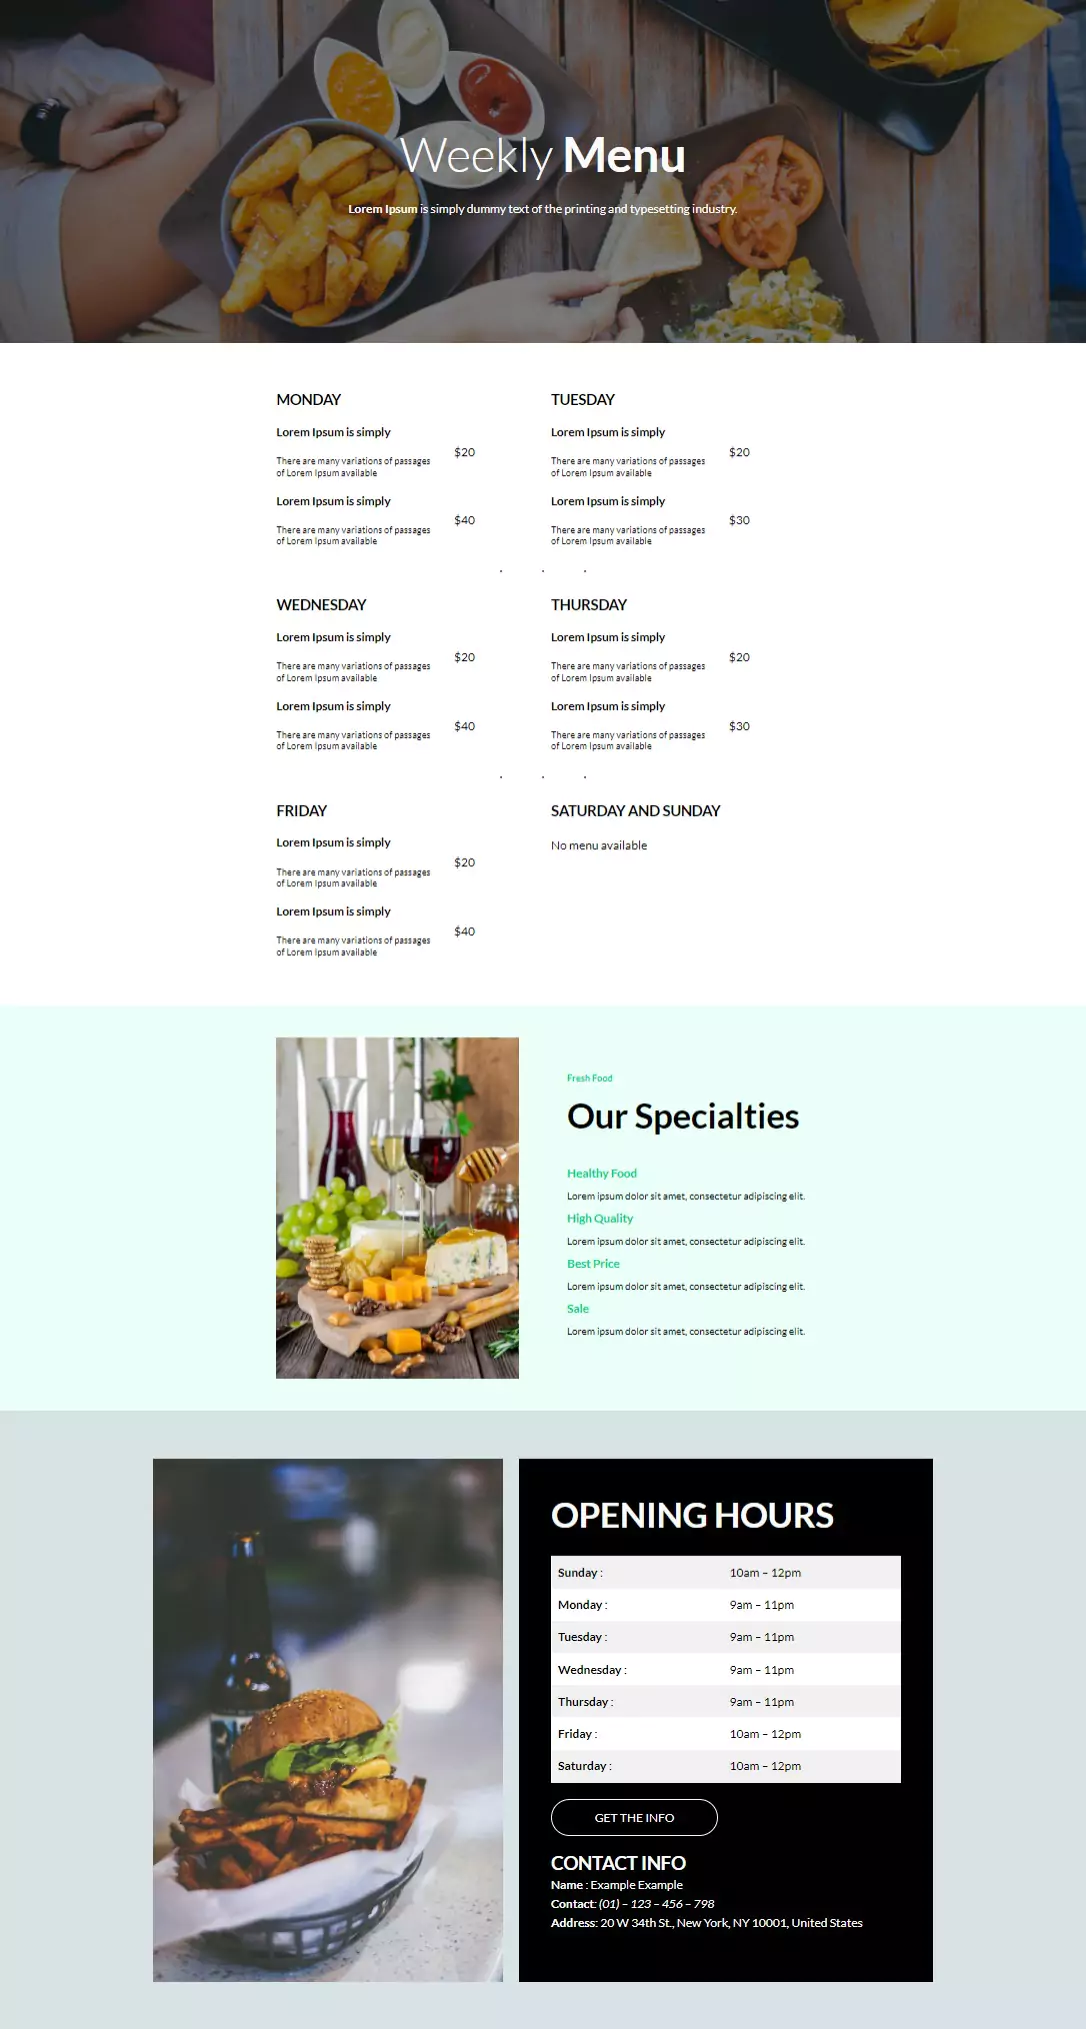 Weekly Menu
Lorem Ipsum is simply dummy text of the printing and typesetting industry.
MONDAY
Lorem Ipsum is simply
There are many variations of passages
of Lorem Ipsum available
$20
Lorem Ipsum is simply
There are many variations of passages
of Lorem Ipsum available
$40
TUESDAY
Lorem Ipsum is simply
There are many variations of passages
of Lorem Ipsum available
$20
Lorem Ipsum is simply
There are many variations of passages
of Lorem Ipsum available
$30
. . .
WEDNESDAY
Lorem Ipsum is simply
There are many variations of passages
of Lorem Ipsum available
$20
Lorem Ipsum is simply
There are many variations of passages
of Lorem Ipsum available
$40
THURSDAY
Lorem Ipsum is simply
There are many variations of passages
of Lorem Ipsum available
$20
Lorem Ipsum is simply
There are many variations of passages
of Lorem Ipsum available
$30
. . .
FRIDAY
Lorem Ipsum is simply
There are many variations of passages
of Lorem Ipsum available
$20
Lorem Ipsum is simply
There are many variations of passages
of Lorem Ipsum available
$40
SATURDAY AND SUNDAY
No menu available
Fresh Food
Our Specialties
Healthy Food
Lorem ipsum dolor sit amet, consectetur adipiscing elit.
High Quality
Lorem ipsum dolor sit amet, consectetur adipiscing elit.
Best Price
Lorem ipsum dolor sit amet, consectetur adipiscing elit.
Sale
Lorem ipsum dolor sit amet, consectetur adipiscing elit.
OPENING HOURS
Sunday : 10am – 12pm
Monday : 9am – 11pm
Tuesday : 9am – 11pm
Wednesday : 9am – 11pm
Thursday : 9am – 11pm
Friday : 10am – 12pm
Saturday : 10am – 12pm
GET THE INFO
CONTACT INFO
Name : Example Example
Contact: (01) – 123 – 456 – 798
Address: 20 W 34th St., New York, NY 10001, United States